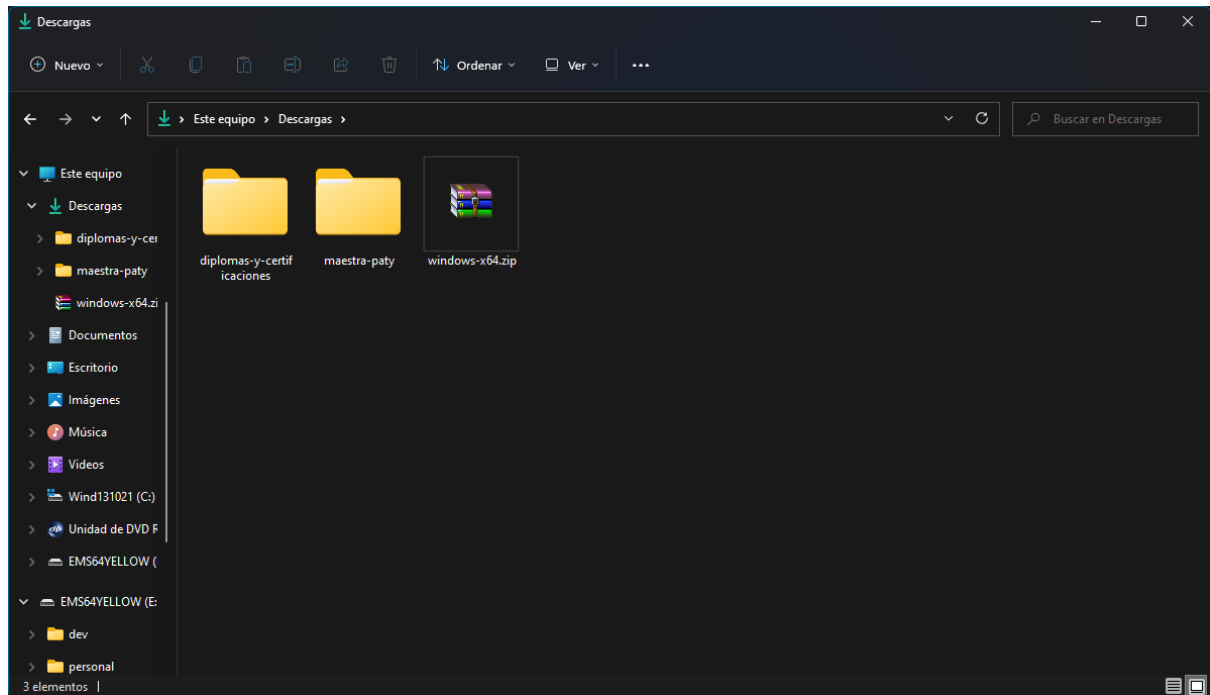 Descargas
Nuevo
Ordenar
Ver
Este equipo > Descargas >
Buscar en Descargas
Este equipo
Descargas
diplomas-y-cer
maestra-paty
windows-x64.zi
Documentos
Escritorio
Imágenes
Música
Videos
Wind131021 (C:)
Unidad de DVD R
EMS64YELLOW (
EMS64YELLOW (E:
dev
personal
diplomas-y-certif
icaciones
maestra-paty
windows-x64.zip
3 elementos